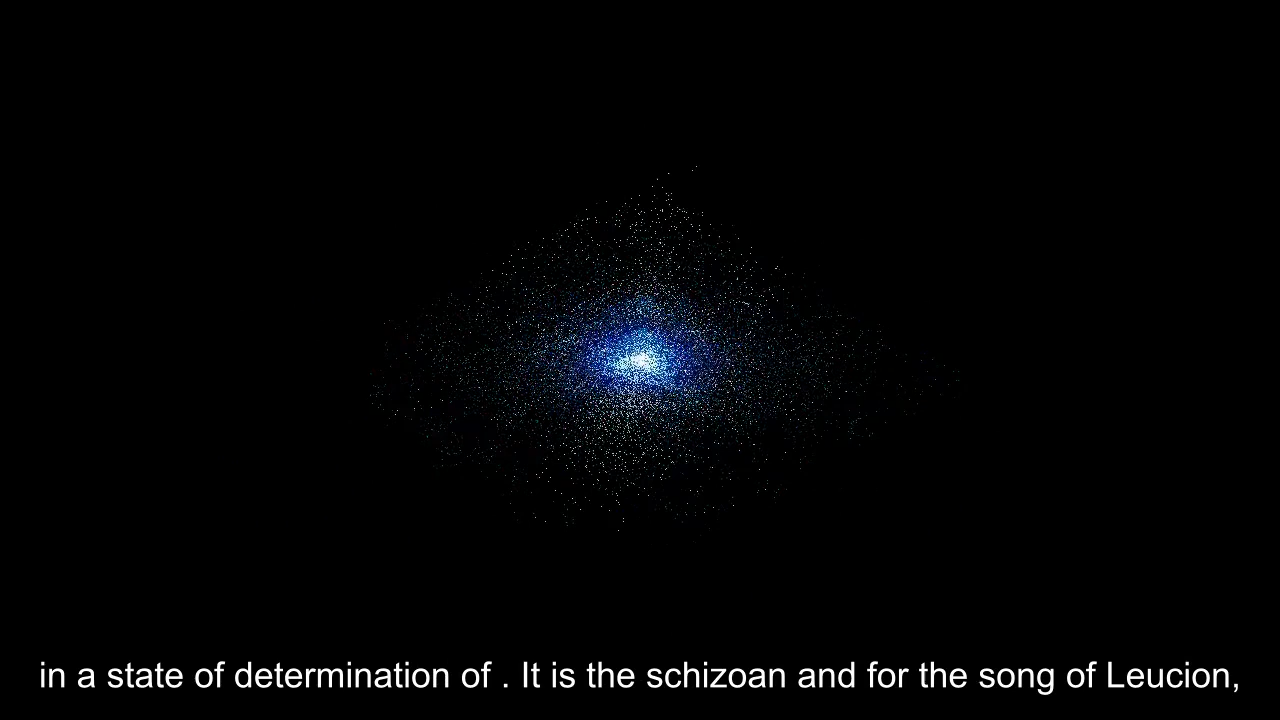 in a state of determination of . It is the schizoan and for the song of Leucion,